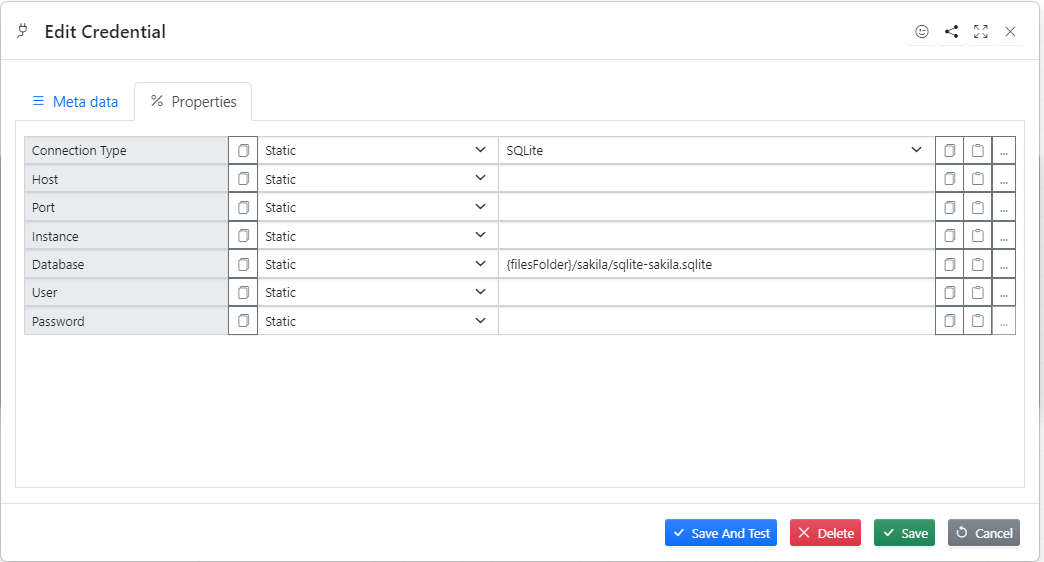 Edit Credential
Meta data Properties
Connection Type Static SQLite ...
Host Static ...
Port Static ...
Instance Static ...
Database Static {filesFolder}/sakila/sqlite-sakila.sqlite ...
User Static ...
Password Static ...
Save And Test Delete Save Cancel